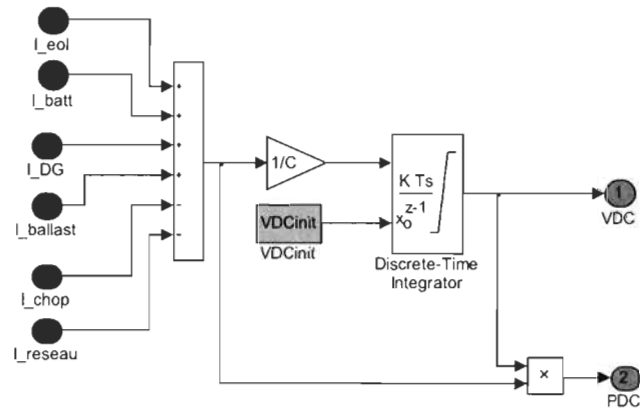 I_eol
I_batt
I_DG
I_ballast
I_chop
I_reseau
+
+
+
+
-
-
1/C
VDCinit
VDCinit
K Ts
z-1
xo
Discrete-Time
Integrator
1
VDC
×
2
PDC